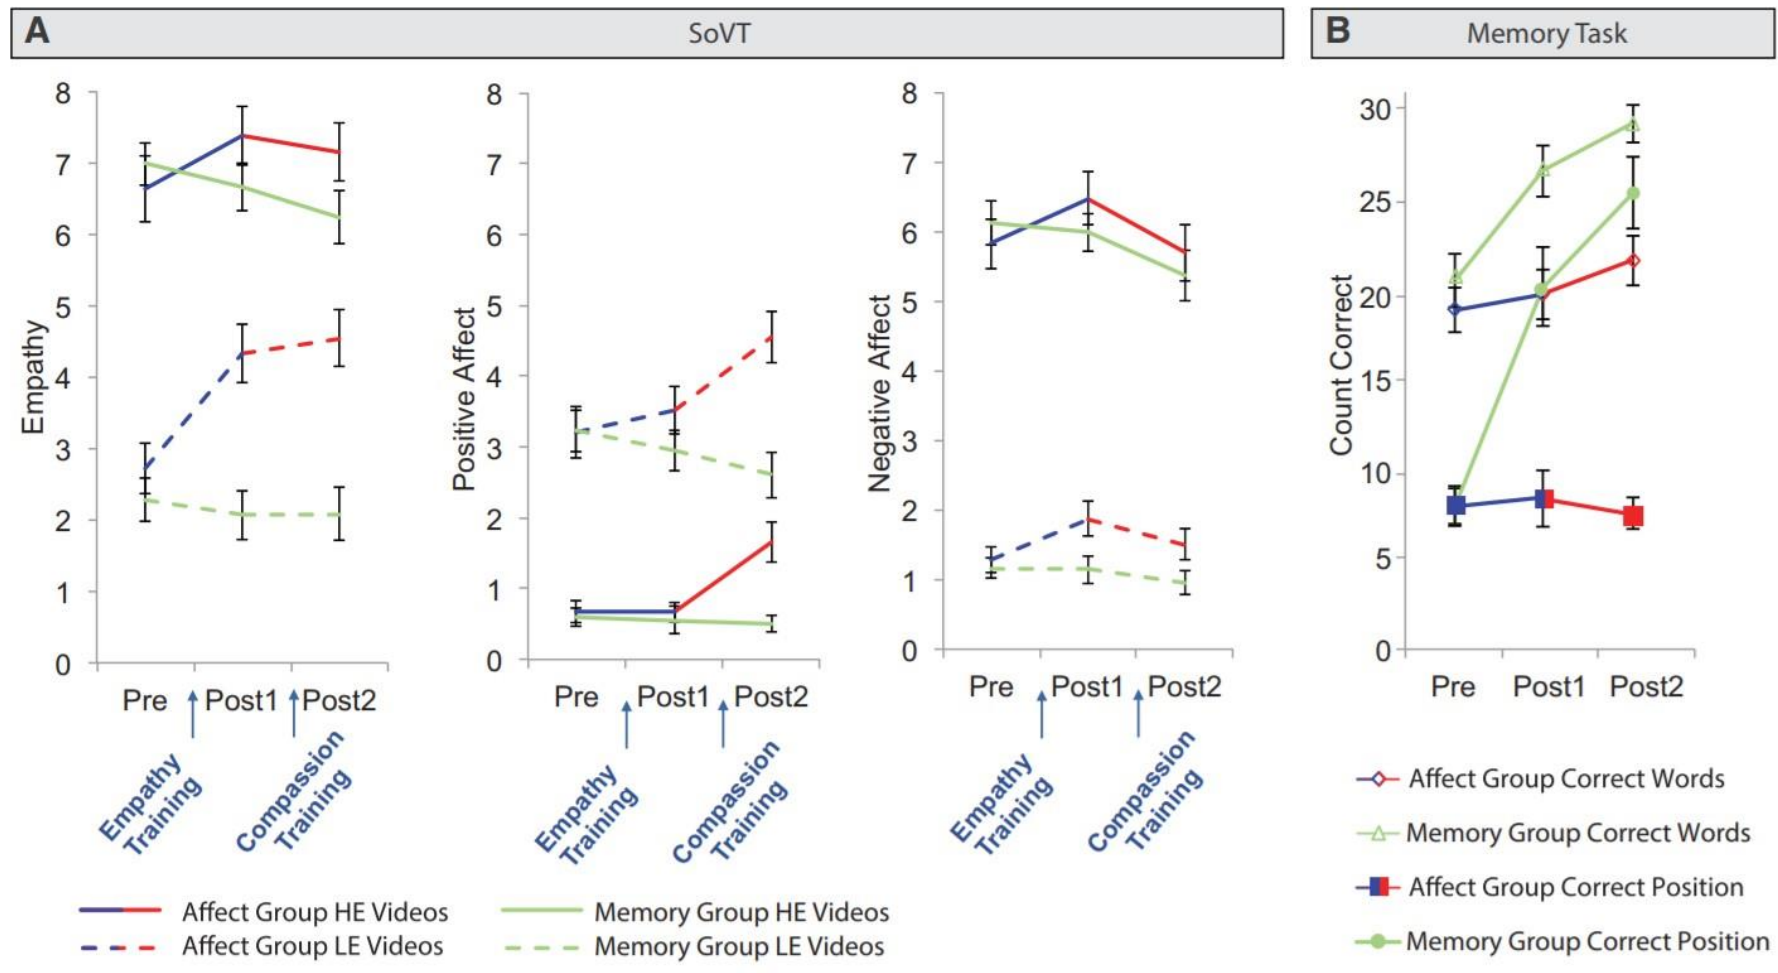 A
SoVT
B
Memory Task
Empathy
8
7
6
5
4
3
2
1
0
Pre
Post1
Post2
Empathy
Training
Compassion
Training
Positive Affect
8
7
6
5
4
3
2
1
0
Pre
Post1
Post2
Empathy
Training
Compassion
Training
Negative Affect
8
7
6
5
4
3
2
1
0
Pre
Post1
Post2
Empathy
Training
Compassion
Training
Count Correct
30
25
20
15
10
5
0
Pre
Post1
Post2
Affect Group HE Videos
Affect Group LE Videos
Memory Group HE Videos
Memory Group LE Videos
Affect Group Correct Words
Memory Group Correct Words
Affect Group Correct Position
Memory Group Correct Position